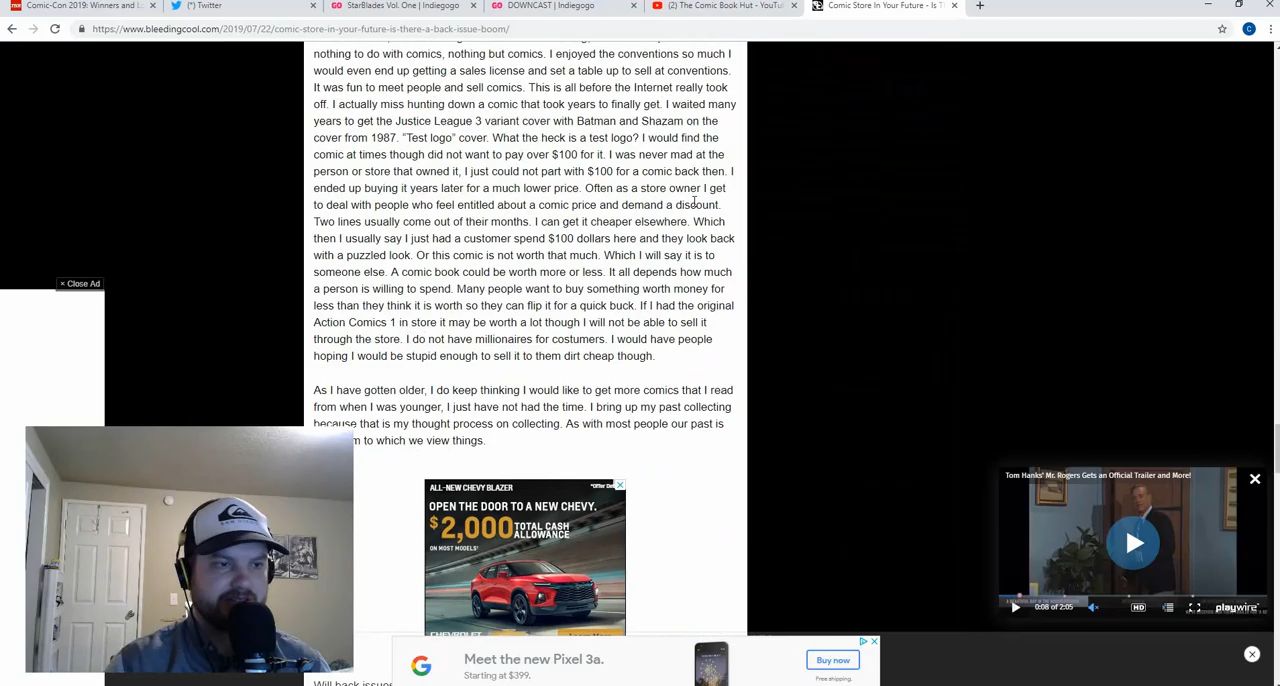 Comic-Con 2019: Winners and L
(*) Twitter
StarBlades Vol. One | Indiegogo
DOWNCAST | Indiegogo
(2) The Comic Book Hut - YouTu
Comic Store In Your Future - Is T
https://www.bleedingcool.com/2019/07/22/comic-store-in-your-future-is-there-a-back-issue-boom/
C
nothing to do with comics, nothing but comics. I enjoyed the conventions so much I
would even end up getting a sales license and set a table up to sell at conventions.
It was fun to meet people and sell comics. This is all before the Internet really took
off. I actually miss hunting down a comic that took years to finally get. I waited many
years to get the Justice League 3 variant cover with Batman and Shazam on the
cover from 1987. “Test logo” cover. What the heck is a test logo? I would find the
comic at times though did not want to pay over $100 for it. I was never mad at the
person or store that owned it, I just could not part with $100 for a comic back then. I
ended up buying it years later for a much lower price. Often as a store owner I get
to deal with people who feel entitled about a comic price and demand a discount.
Two lines usually come out of their months. I can get it cheaper elsewhere. Which
then I usually say I just had a customer spend $100 dollars here and they look back
with a puzzled look. Or this comic is not worth that much. Which I will say it is to
someone else. A comic book could be worth more or less. It all depends how much
a person is willing to spend. Many people want to buy something worth money for
less than they think it is worth so they can flip it for a quick buck. If I had the original
Action Comics 1 in store it may be worth a lot though I will not be able to sell it
through the store. I do not have millionaires for costumers. I would have people
hoping I would be stupid enough to sell it to them dirt cheap though.
× Close Ad
As I have gotten older, I do keep thinking I would like to get more comics that I read
from when I was younger, I just have not had the time. I bring up my past collecting
because that is my thought process on collecting. As with most people our past is
m to which we view things.
ALL-NEW CHEVY BLAZER
OPEN THE DOOR TO A NEW CHEVY.
$2,000 TOTAL CASH ALLOWANCE
ON MOST MODELS*
CHEVROLET
Tom Hanks' Mr. Rogers Gets an Official Trailer and More!
0:08 of 2:05
HD
playwire
G
Meet the new Pixel 3a.
Starting at $399.
Buy now
Free shipping.
Will back issues